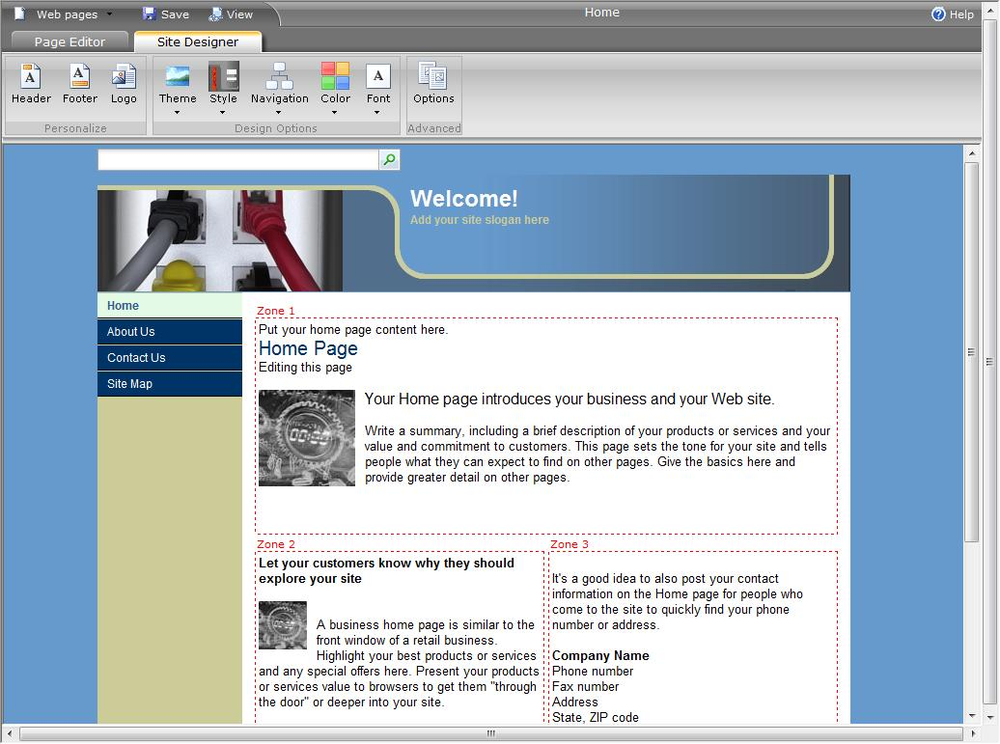 Web pages Save View Home Help
Page Editor Site Designer
Header Footer Logo Theme Style Navigation Color Font Options
Personalize Design Options Advanced
Welcome!
Add your site slogan here
Home
About Us
Contact Us
Site Map
Zone 1
Put your home page content here.
Home Page
Editing this page
00:00
Your Home page introduces your business and your Web site.
Write a summary, including a brief description of your products or services and your
value and commitment to customers. This page sets the tone for your site and tells
people what they can expect to find on other pages. Give the basics here and
provide greater detail on other pages.
Zone 2
Let your customers know why they should
explore your site
A business home page is similar to the
front window of a retail business.
Highlight your best products or services
and any special offers here. Present your products
or services value to browsers to get them "through
the door" or deeper into your site.
Zone 3
It's a good idea to also post your contact
information on the Home page for people who
come to the site to quickly find your phone
number or address.
Company Name
Phone number
Fax number
Address
State, ZIP code